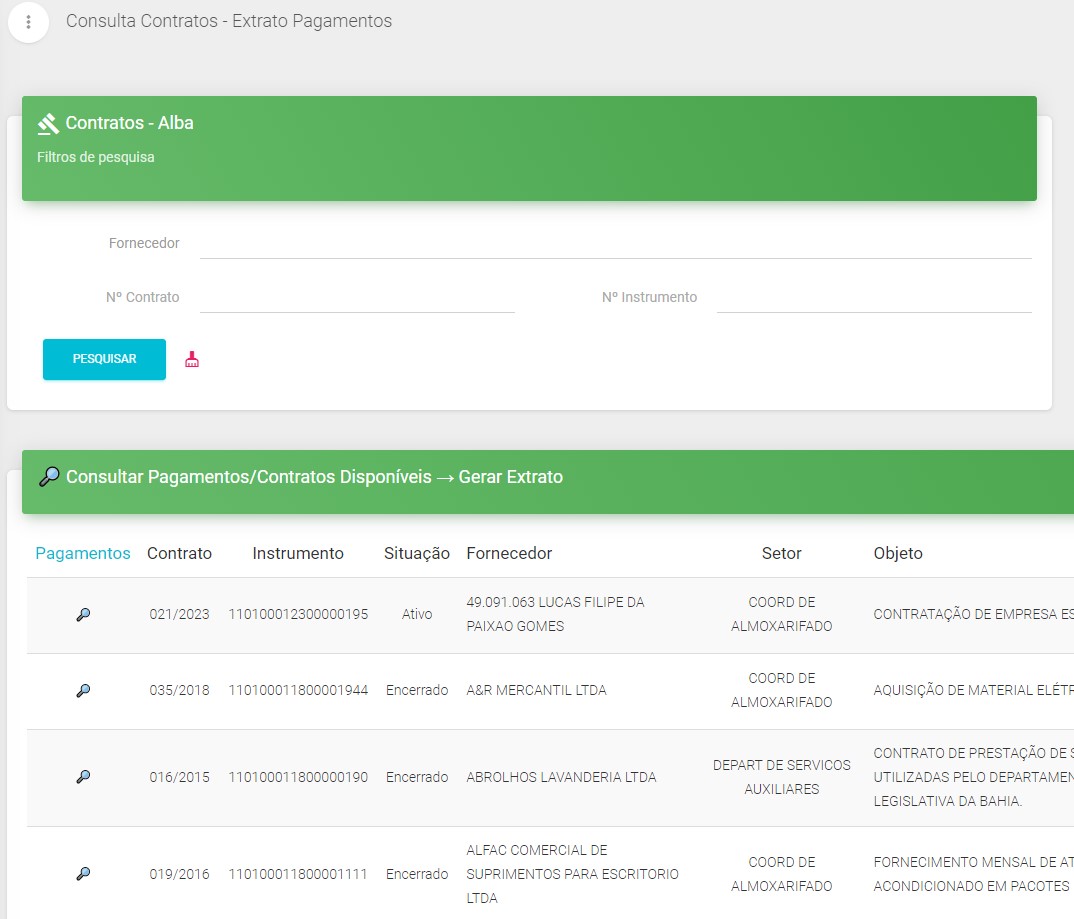 Consulta Contratos - Extrato Pagamentos
Contratos - Alba
Filtros de pesquisa
Fornecedor
Nº Contrato
Nº Instrumento
PESQUISAR
Consultar Pagamentos/Contratos Disponíveis → Gerar Extrato
Pagamentos Contrato Instrumento Situação Fornecedor Setor Objeto
021/2023 110100012300000195 Ativo
49.091.063 LUCAS FILIPE DA
PAIXAO GOMES
COORD DE
ALMOXARIFADO
CONTRATAÇÃO DE EMPRESA ES
035/2018 110100011800001944 Encerrado A&R MERCANTIL LTDA
COORD DE
ALMOXARIFADO
AQUISIÇÃO DE MATERIAL ELÉTR
016/2015 110100011800000190 Encerrado ABROLHOS LAVANDERIA LTDA
DEPART DE SERVICOS
AUXILIARES
CONTRATO DE PRESTAÇÃO DE S
UTILIZADAS PELO DEPARTAMEN
LEGISLATIVA DA BAHIA.
019/2016 110100011800001111 Encerrado
ALFAC COMERCIAL DE
SUPRIMENTOS PARA ESCRITORIO
LTDA
COORD DE
ALMOXARIFADO
FORNECIMENTO MENSAL DE AT
ACONDICIONADO EM PACOTES